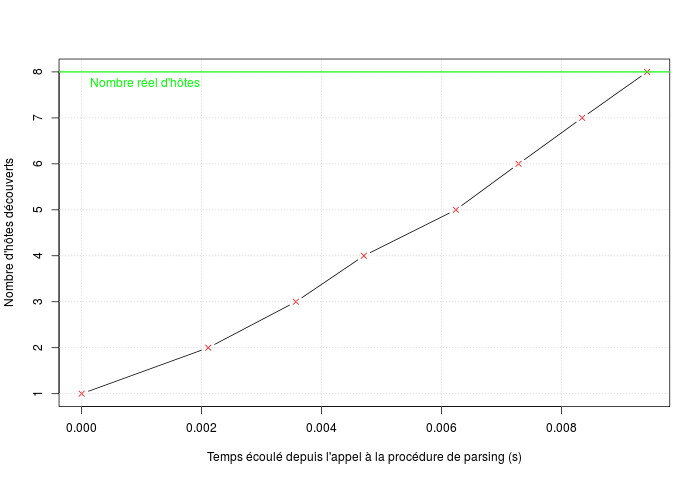 Nombre réel d'hôtes
Nombre d'hôtes découverts
8
7
6
5
4
3
2
1
0.000 0.002 0.004 0.006 0.008
Temps écoulé depuis l'appel à la procédure de parsing (s)